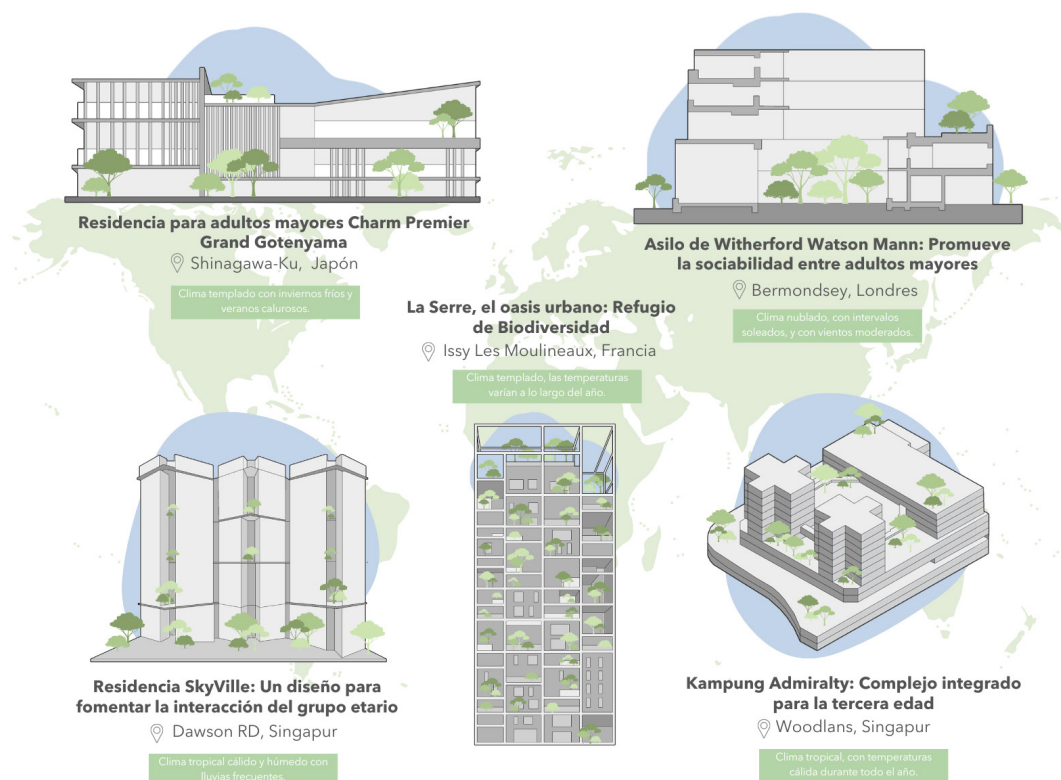 Residencia para adultos mayores Charm Premier
Grand Gotenyama
Shinagawa-Ku, Japón
Clima templado con inviernos fríos y
veranos calurosos.
Asilo de Witherford Watson Mann: Promueve
la sociabilidad entre adultos mayores
Bermondsey, Londres
Clima nublado, con intervalos
soleados, y con vientos moderados.
La Serre, el oasis urbano: Refugio
de Biodiversidad
Issy Les Moulineaux, Francia
Clima templado, las temperaturas
varían a lo largo del año.
Residencia SkyVille: Un diseño para
fomentar la interacción del grupo etario
Dawson RD, Singapur
Clima tropical cálido y húmedo con
lluvias frecuentes.
Kampung Admiralty: Complejo integrado
para la tercera edad
Woodlans, Singapur
Clima tropical, con temperaturas
cálida durante todo el año.